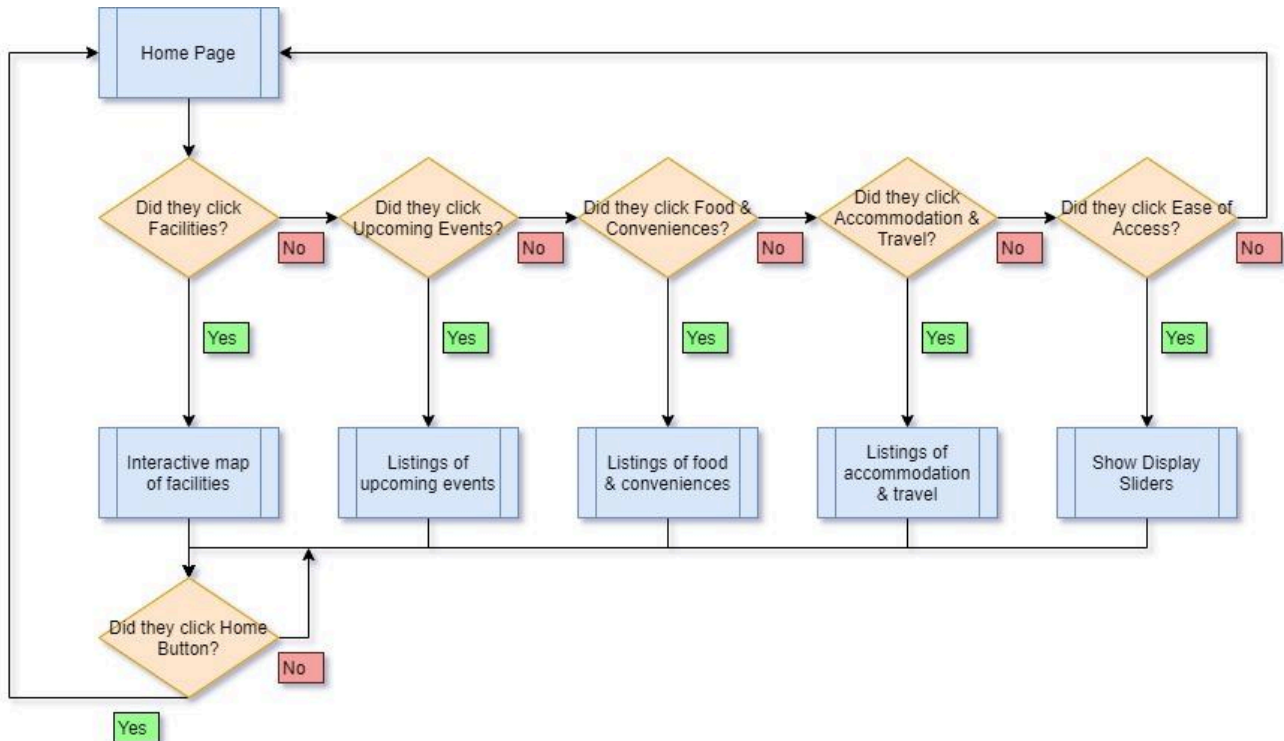 Home Page
Did they click
Facilities?
No
Did they click
Upcoming Events?
No
Did they click Food &
Conveniences?
No
Did they click
Accommodation &
Travel?
No
Did they click Ease of
Access?
No
Yes
Yes
Yes
Yes
Yes
Interactive map
of facilities
Listings of
upcoming events
Listings of food
& conveniences
Listings of
accommodation
& travel
Show Display
Sliders
Did they click Home
Button?
No
Yes